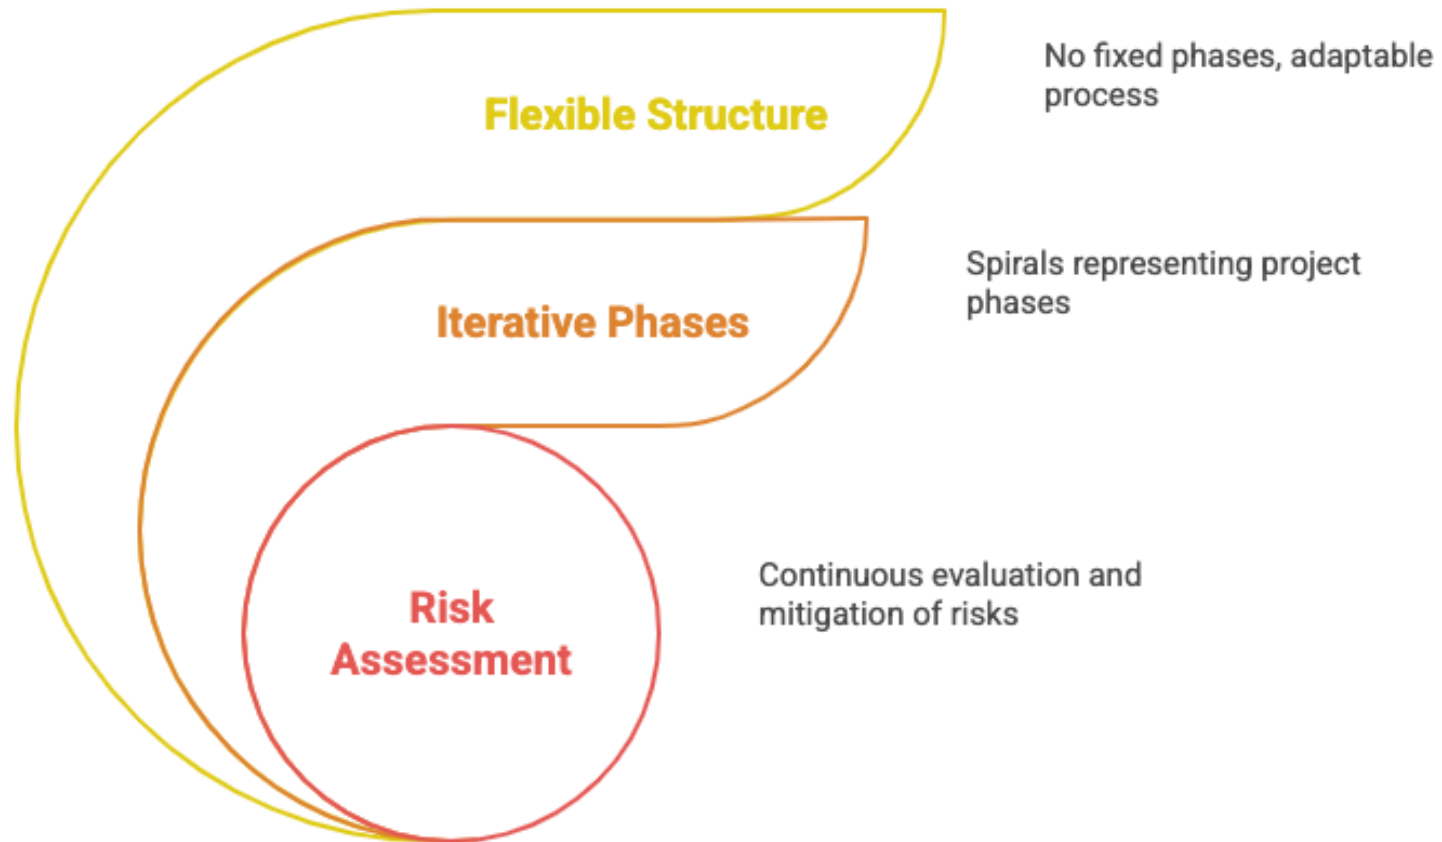 Flexible Structure
No fixed phases, adaptable
process
Iterative Phases
Spirals representing project
phases
Risk
Assessment
Continuous evaluation and
mitigation of risks